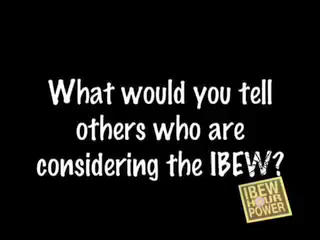 What would you tell
others who are
considering the IBEW?
IBEW
HOUR
POWER